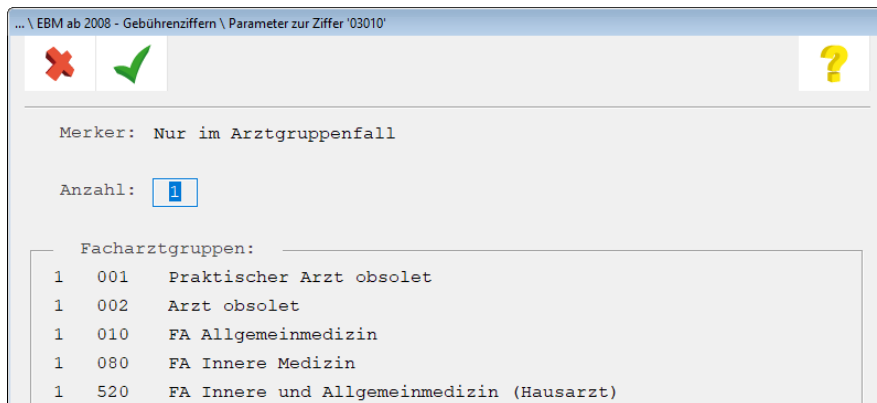 ... \ EBM ab 2008 - Gebührenziffern \ Parameter zur Ziffer '03010'
?
Merker: Nur im Arztgruppenfall
Anzahl: 1
Facharztgruppen:
1 001 Praktischer Arzt obsolet
1 002 Arzt obsolet
1 010 FA Allgemeinmedizin
1 080 FA Innere Medizin
1 520 FA Innere und Allgemeinmedizin (Hausarzt)